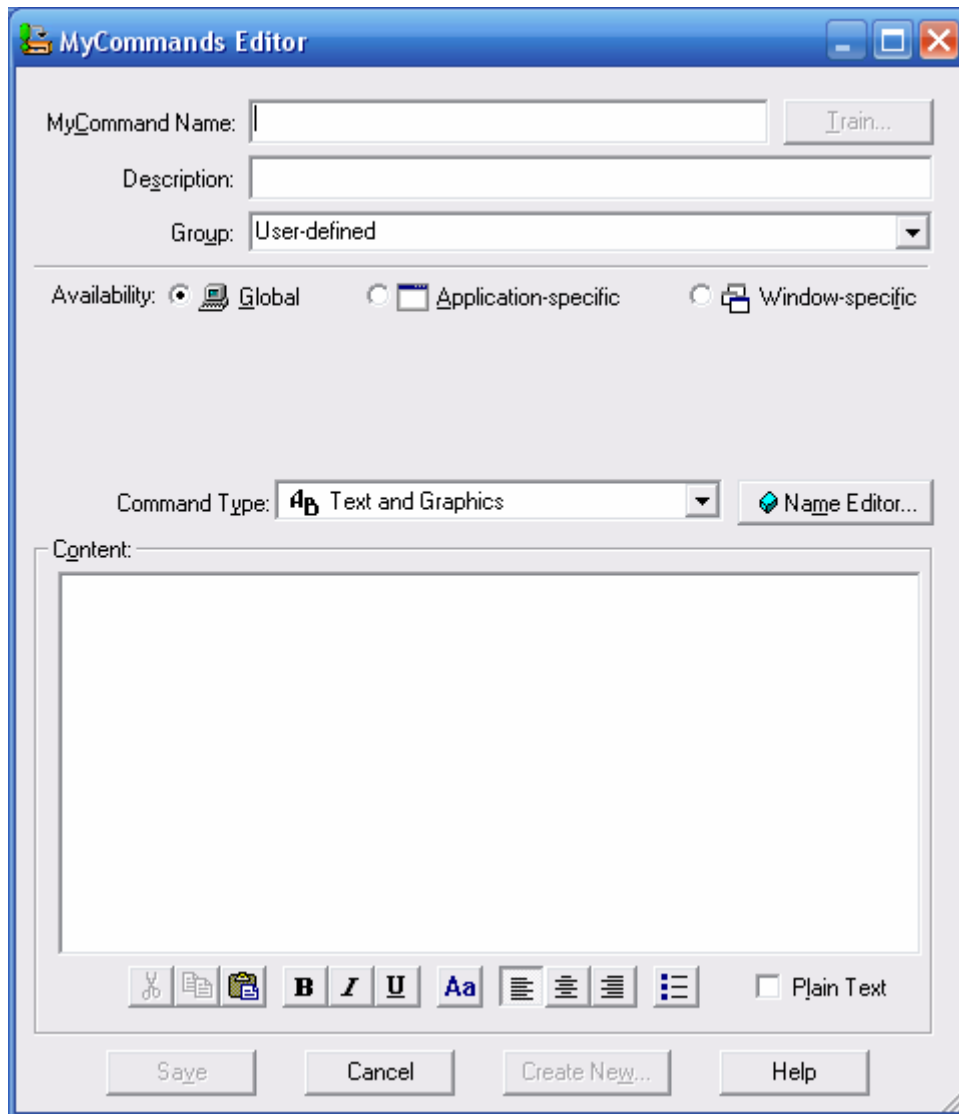 MyCommands Editor
MyCommand Name: Train...
Description:
Group: User-defined
Availability: Global Application-specific Window-specific
Command Type: AB Text and Graphics Name Editor...
Content:
B I U Aa Plain Text
Save Cancel Create New... Help